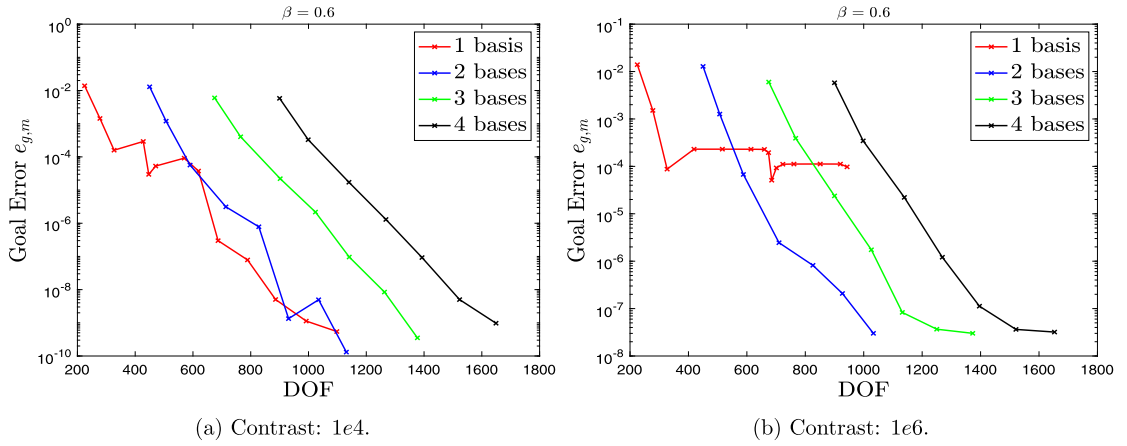 β = 0.6
10^0
10^-2
10^-4
10^-6
10^-8
10^-10
Goal Error e_{g,m}
1 basis
2 bases
3 bases
4 bases
200 400 600 800 1000 1200 1400 1600 1800
DOF
(a) Contrast: 1e4.
β = 0.6
10^-1
10^-2
10^-3
10^-4
10^-5
10^-6
10^-7
10^-8
Goal Error e_{g,m}
1 basis
2 bases
3 bases
4 bases
200 400 600 800 1000 1200 1400 1600 1800
DOF
(b) Contrast: 1e6.